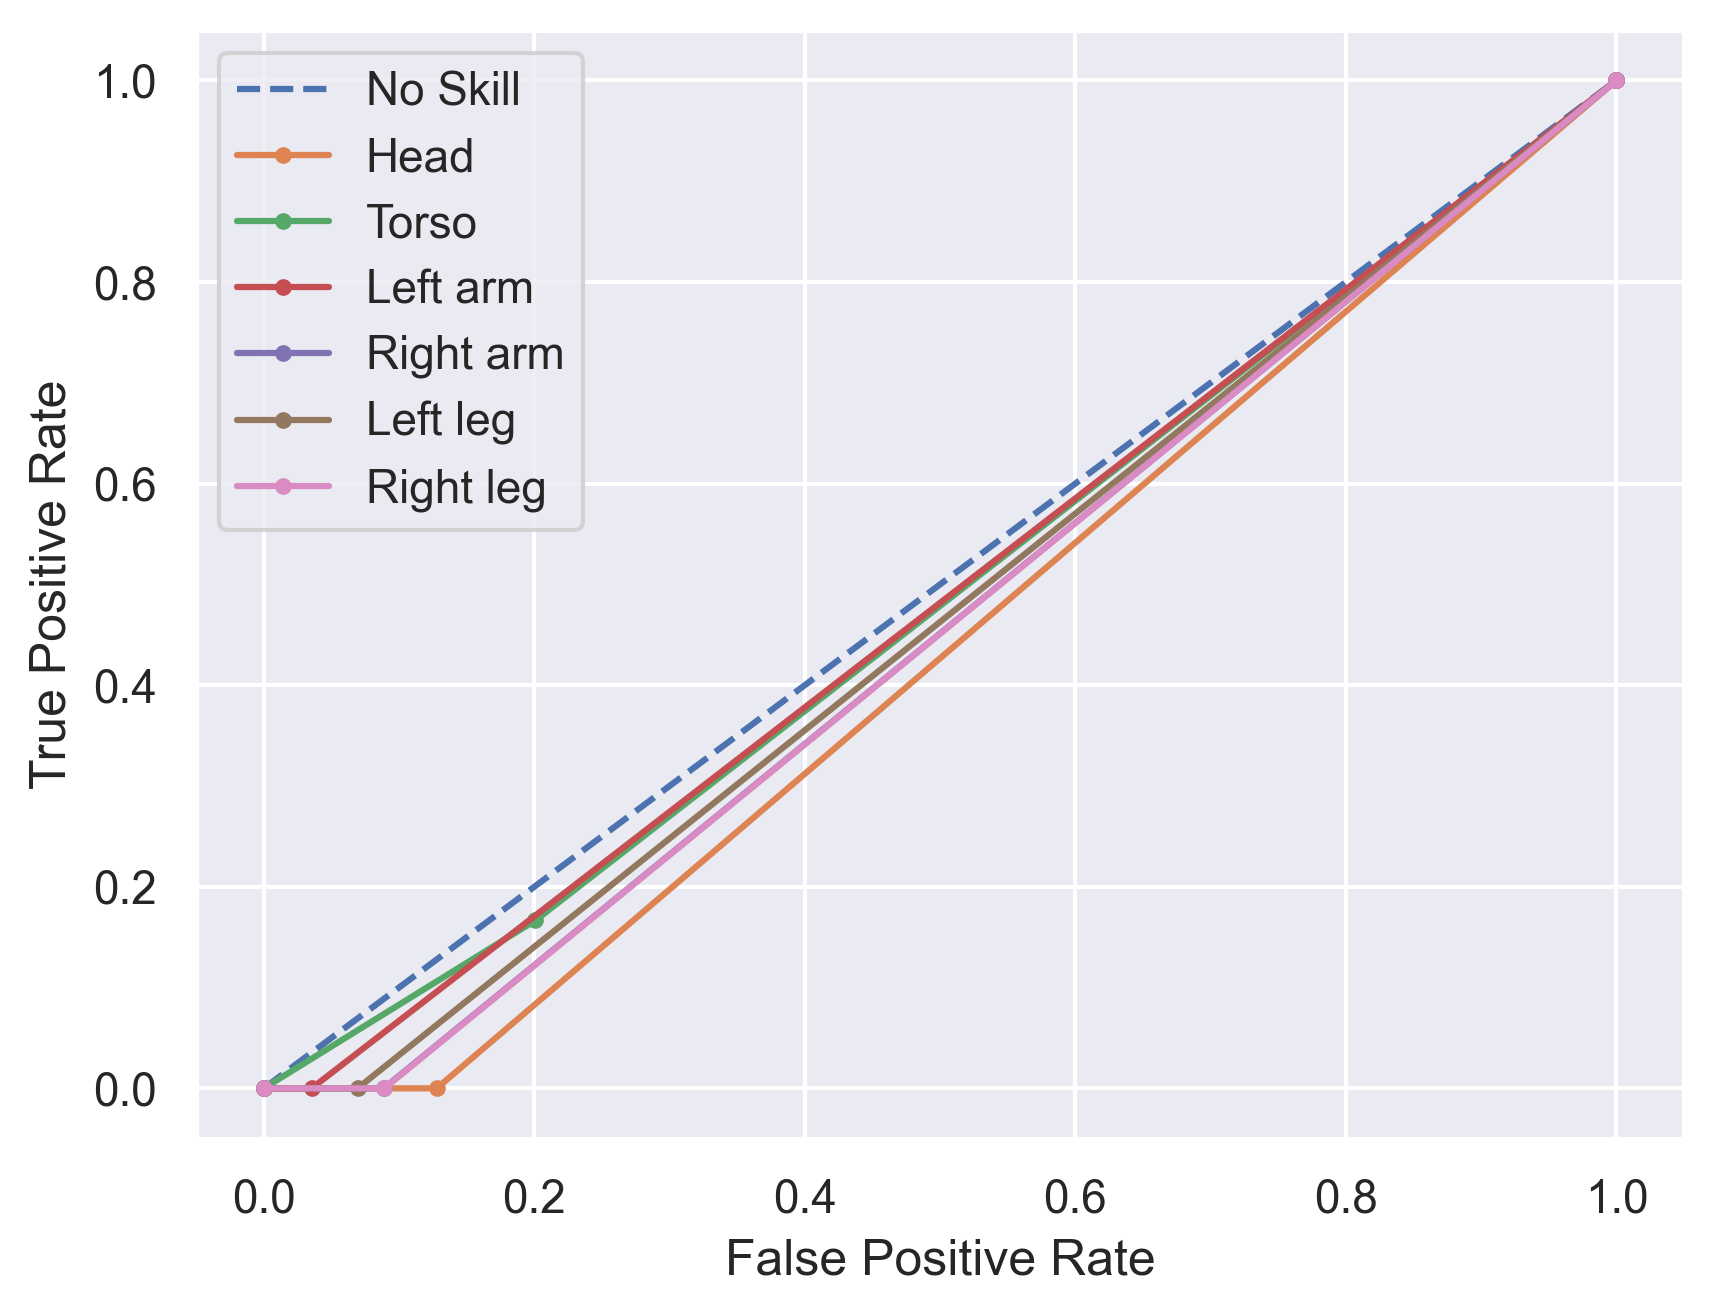 No Skill
Head
Torso
Left arm
Right arm
Left leg
Right leg
1.0
0.8
0.6
0.4
0.2
0.0
True Positive Rate
0.0 0.2 0.4 0.6 0.8 1.0
False Positive Rate